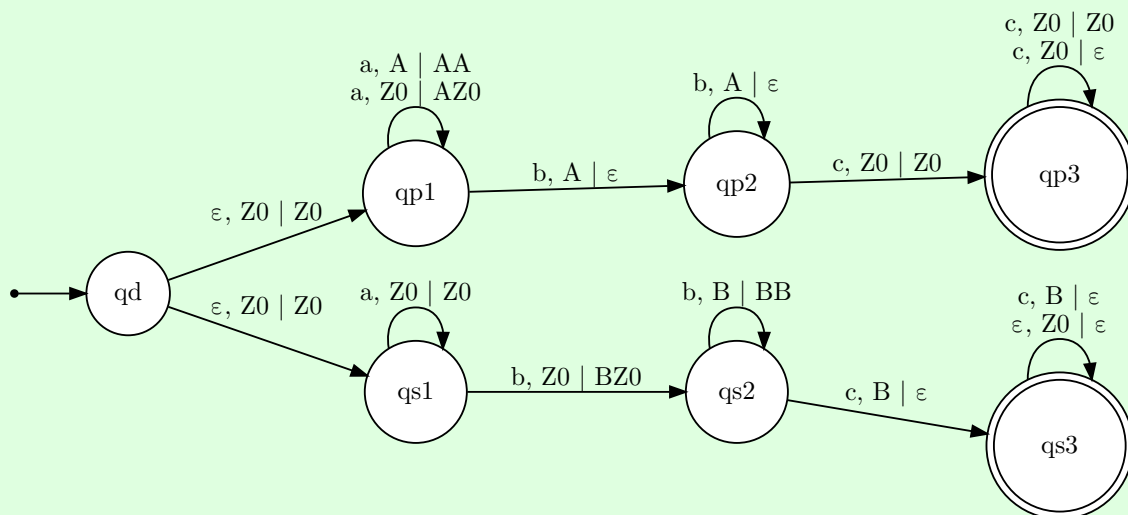 c, Z0 | Z0
c, Z0 | ε
a, A | AA
a, Z0 | AZ0
b, A | ε
qp3
qp2
qp1
b, A | ε
c, Z0 | Z0
ε, Z0 | Z0
qd
ε, Z0 | Z0
a, Z0 | Z0
b, B | BB
c, B | ε
ε, Z0 | ε
qs1
b, Z0 | BZ0
qs2
c, B | ε
qs3